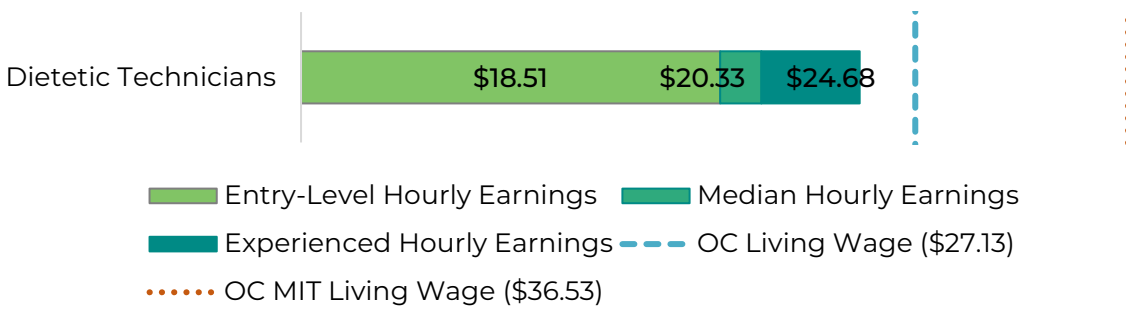 Dietetic Technicians $18.51 $20.33 $24.68
Entry-Level Hourly Earnings Median Hourly Earnings
Experienced Hourly Earnings OC Living Wage ($27.13)
OC MIT Living Wage ($36.53)